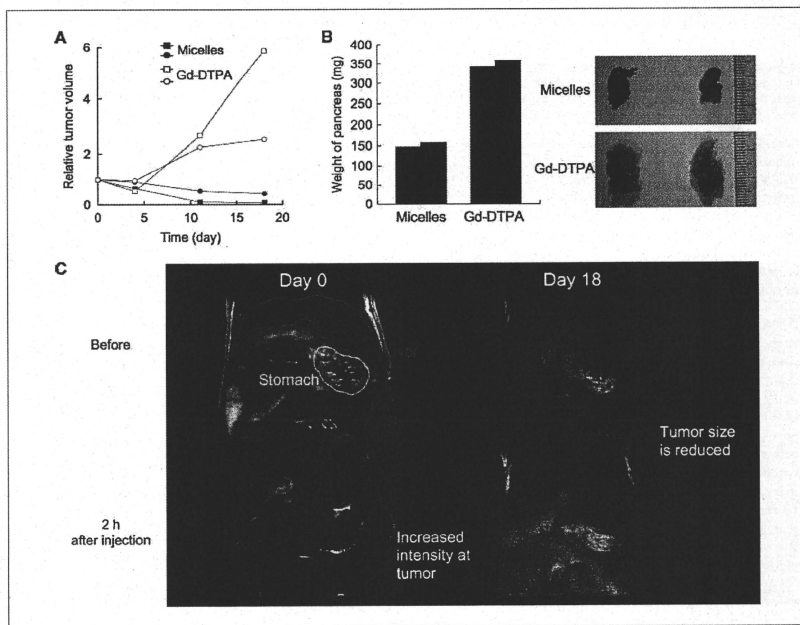 A
Relative tumor volume
6
4
2
0
0
5
10
15
20
Time (day)
Micelles
Gd-DTPA
B
Weight of pancreas (mg)
400
350
300
250
200
150
100
50
0
Micelles
Gd-DTPA
Micelles
Gd-DTPA
C
Day 0
Day 18
Before
Stomach
Tumor size
is reduced
2 h
after injection
Increased
intensity at
tumor